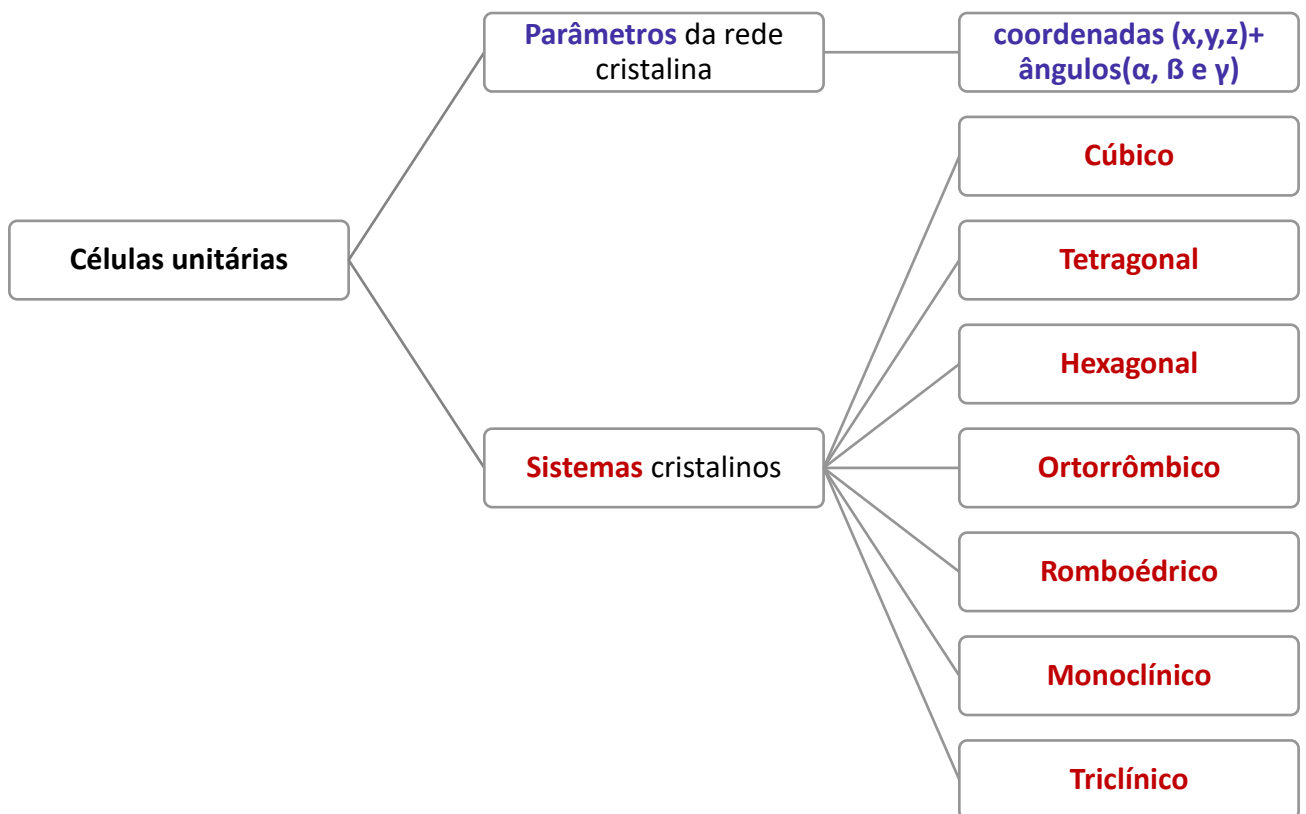 Parâmetros da rede
cristalina
coordenadas (x,y,z)+
ângulos(α, ß e γ)
Cúbico
Tetragonal
Células unitárias
Hexagonal
Sistemas cristalinos
Ortorrômbico
Romboédrico
Monoclínico
Triclínico